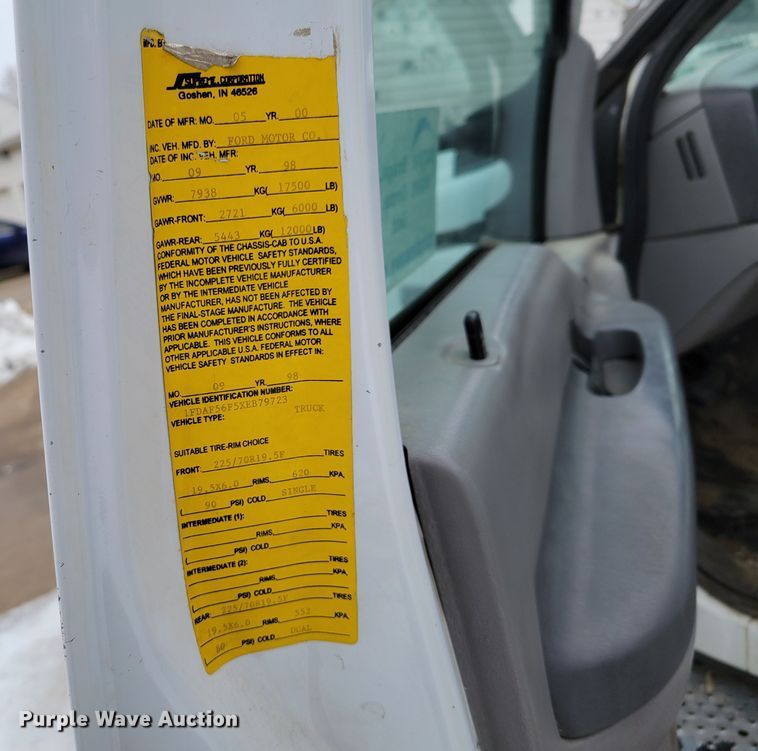 MFD. B
SUPREME CORPORATION
Goshen, IN 46526
DATE OF MFR: MO. 05 YR. 00
INC. VEH. MFD. BY: FORD MOTOR CO.
DATE OF INC. VEH. MFR:
MO. 09 YR. 98
GVWR: 7938 KG( 17500 LB)
GAWR-FRONT: 2721 KG( 6000 LB)
GAWR-REAR: 5443 KG( 12000 LB)
CONFORMITY OF THE CHASSIS-CAB TO U.S.A.
FEDERAL MOTOR VEHICLE SAFETY STANDARDS,
WHICH HAVE BEEN PREVIOUSLY FULLY CERTIFIED
BY THE INCOMPLETE VEHICLE MANUFACTURER
OR BY THE INTERMEDIATE VEHICLE
MANUFACTURER, HAS NOT BEEN AFFECTED BY
THE FINAL-STAGE MANUFACTURE. THE VEHICLE
HAS BEEN COMPLETED IN ACCORDANCE WITH
PRIOR MANUFACTURER'S INSTRUCTIONS, WHERE
APPLICABLE. THIS VEHICLE CONFORMS TO ALL
OTHER APPLICABLE U.S.A. FEDERAL MOTOR
VEHICLE SAFETY STANDARDS IN EFFECT IN:
MO. 09 YR. 98
VEHICLE IDENTIFICATION NUMBER:
1FDAF56F5XEB79723
VEHICLE TYPE: TRUCK
SUITABLE TIRE-RIM CHOICE
FRONT: 225/70R19.5F TIRES
19.5X6.0 RIMS, 620 KPA,
( 90 PSI) COLD SINGLE
INTERMEDIATE (1): TIRES
RIMS, KPA,
( PSI) COLD
INTERMEDIATE (2): TIRES
RIMS, KPA,
( PSI) COLD
REAR: 225/70R19.5F TIRES
19.5X6.0 RIMS, 552 KPA,
( 80 PSI) COLD DUAL
Purple Wave Auction